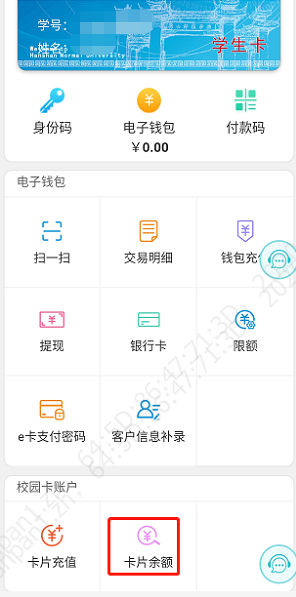 学号：
姓名：
学生卡
Hanshan Normal university
身份码 电子钱包 付款码
￥0.00
电子钱包
扫一扫 交易明细 钱包充
提现 银行卡 限额
e卡支付密码 客户信息补录
校园卡账户
卡片充值 卡片余额